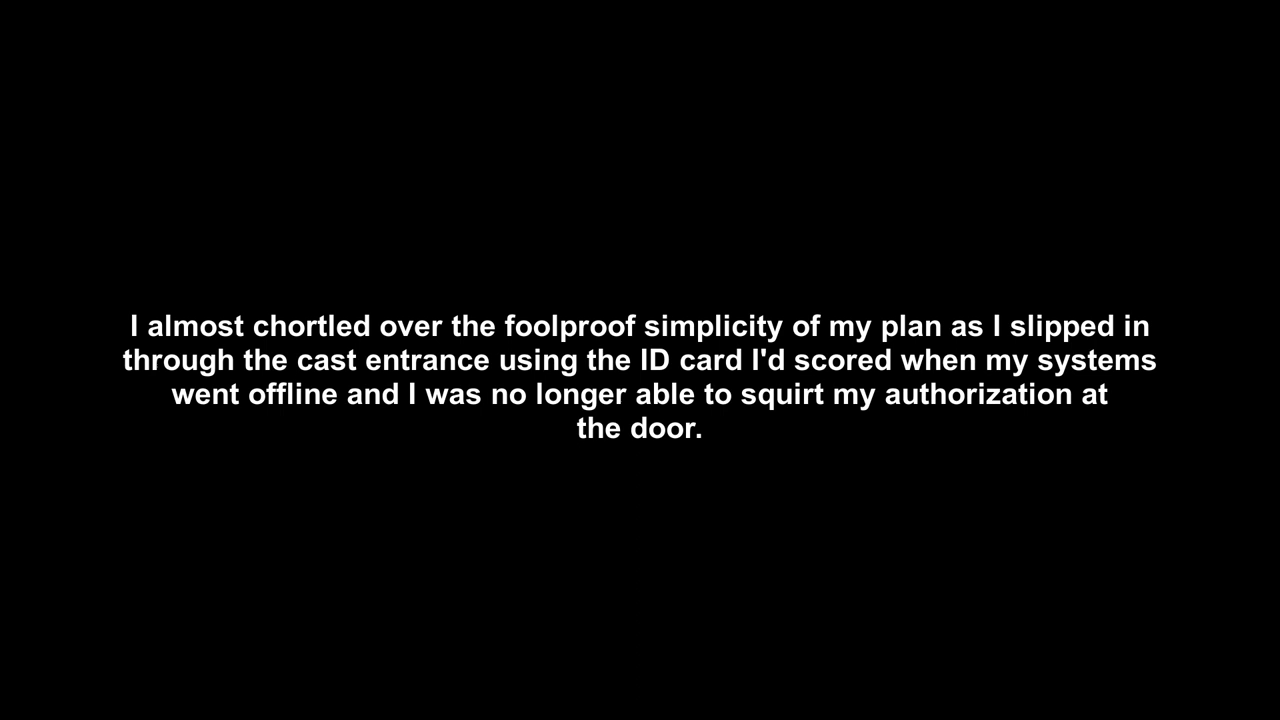 I almost chortled over the foolproof simplicity of my plan as I slipped in
through the cast entrance using the ID card I'd scored when my systems
went offline and I was no longer able to squirt my authorization at
the door.